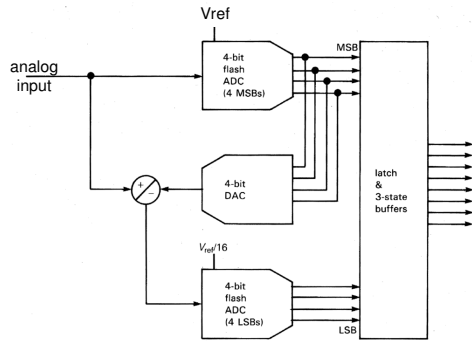 Vref
analog
input
4-bit
flash
ADC
(4 MSBs)
MSB
+
−
4-bit
DAC
latch
&
3-state
buffers
Vref/16
4-bit
flash
ADC
(4 LSBs)
LSB